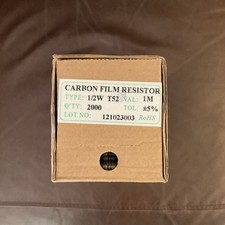 CARBON FILM RESISTOR
TYPE: 1/2W T52 VAL: 1M
Q'TY: 2000 TOL: ±5%
LOT.NO: 121023003 RoHS